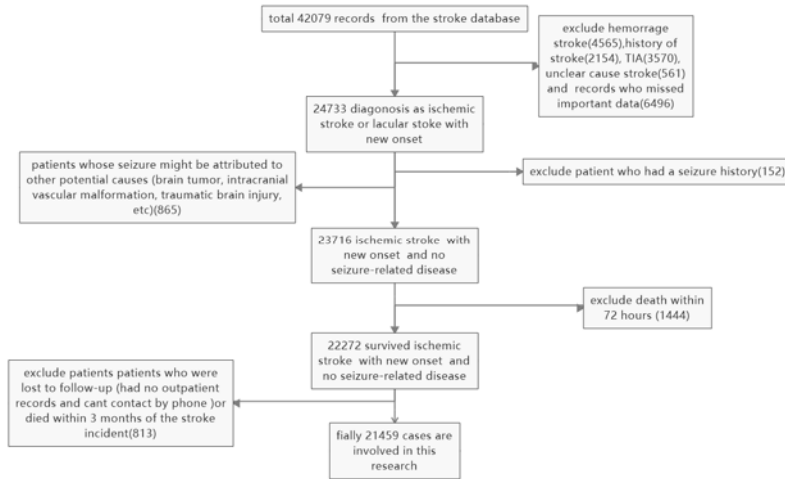 total 42079 records from the stroke database
exclude hemorrage
stroke(4565),history of
stroke(2154), TIA(3570),
unclear cause stroke(561)
and records who missed
important data(6496)
24733 diagonosis as ischemic
stroke or lacular stoke with
new onset
patients whose seizure might be attributed to
other potential causes (brain tumor, intracranial
vascular malformation, traumatic brain injury,
etc)(865)
exclude patient who had a seizure history(152)
23716 ischemic stroke with
new onset and no
seizure-related disease
exclude death within
72 hours (1444)
22272 survived ischemic
stroke with new onset and
no seizure-related disease
exclude patients patients who were
lost to follow-up (had no outpatient
records and cant contact by phone )or
died within 3 months of the stroke
incident(813)
fially 21459 cases are
involved in this
research